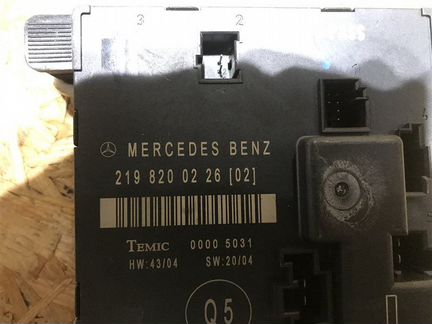 3 2
MERCEDES BENZ
219 820 02 26 [02]
TEMIC 0000 5031
HW:43/04 SW:20/04
Q5